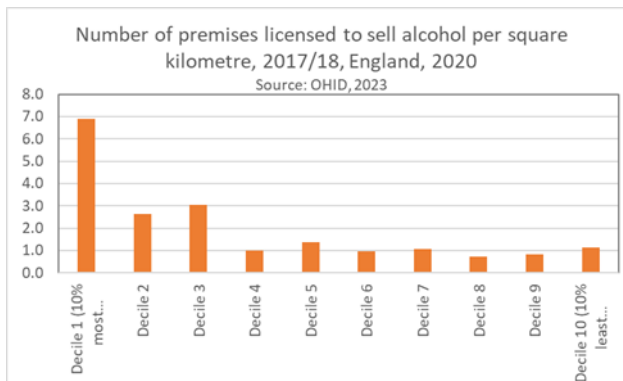 Number of premises licensed to sell alcohol per square
kilometre, 2017/18, England, 2020
Source: OHID, 2023
8.0
7.0
6.0
5.0
4.0
3.0
2.0
1.0
0.0
Decile 1 (10%
most...
Decile 2
Decile 3
Decile 4
Decile 5
Decile 6
Decile 7
Decile 8
Decile 9
Decile 10 (10%
least...